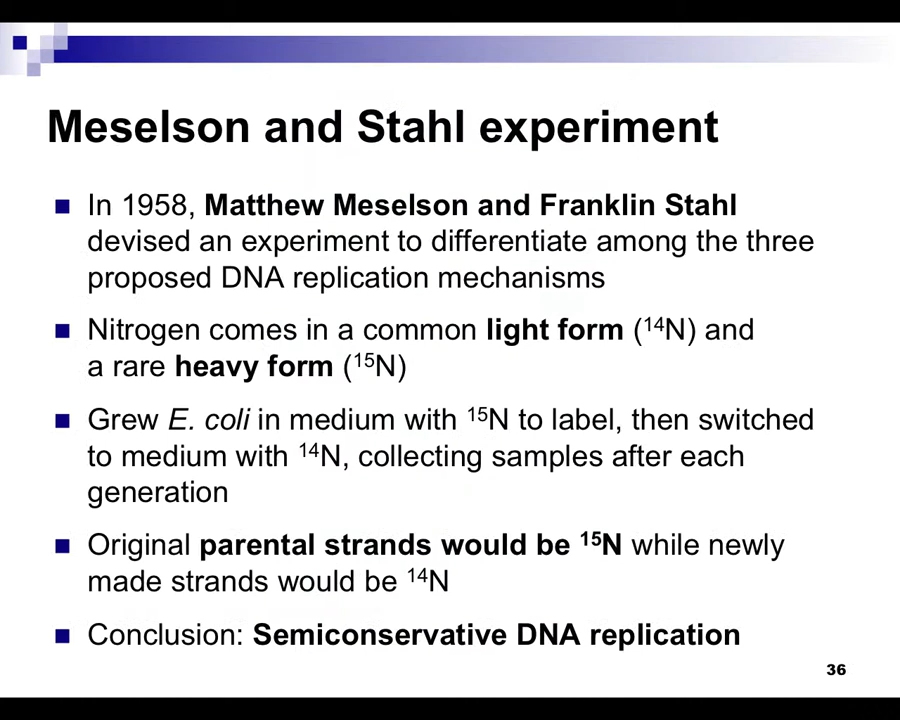 Meselson and Stahl experiment
In 1958, Matthew Meselson and Franklin Stahl
devised an experiment to differentiate among the three
proposed DNA replication mechanisms
Nitrogen comes in a common light form (¹⁴N) and
a rare heavy form (¹⁵N)
Grew E. coli in medium with ¹⁵N to label, then switched
to medium with ¹⁴N, collecting samples after each
generation
Original parental strands would be ¹⁵N while newly
made strands would be ¹⁴N
Conclusion: Semiconservative DNA replication
36